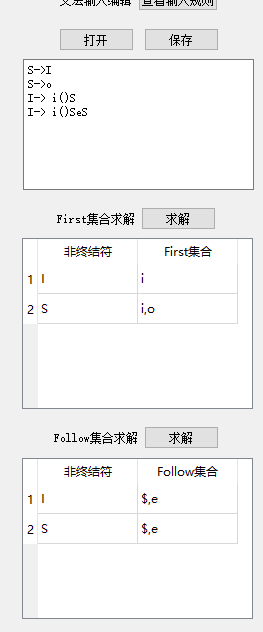 文法输入编辑 查看输入规则
打开 保存
S->I
S->o
I-> i()S
I-> i()SeS
First集合求解 求解
非终结符 First集合
1 I i
2 S i,o
Follow集合求解 求解
非终结符 Follow集合
1 I $,e
2 S $,e